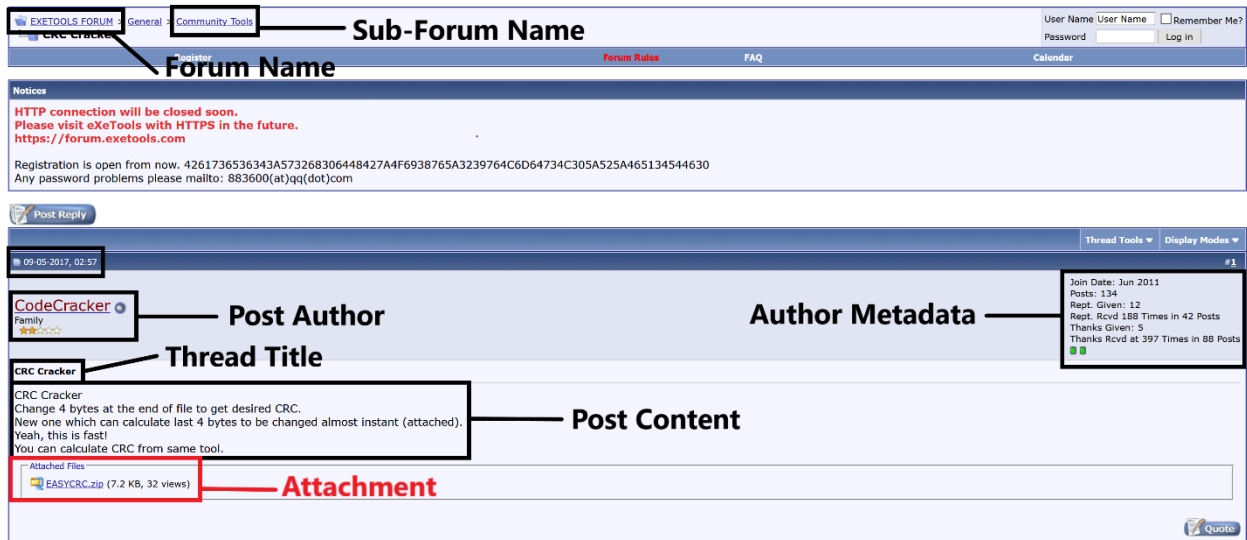 EXETOOLS FORUM > General > Community Tools
CRC Cracker
Sub-Forum Name
User Name User Name Remember Me?
Password Log in
Forum Name
Register Forum Rules FAQ Calendar
Notices
HTTP connection will be closed soon.
Please visit eXeTools with HTTPS in the future.
https://forum.exetools.com
Registration is open from now. 4261736536343A573268306448427A4F6938765A3239764C6D64734C305A525A465134544630
Any password problems please mailto: 883600(at)qq(dot)com
Post Reply
Thread Tools Display Modes
09-05-2017, 02:57 #1
CodeCracker
Family
Post Author
Author Metadata
Join Date: Jun 2011
Posts: 134
Rept. Given: 12
Rept. Rcvd 188 Times in 42 Posts
Thanks Given: 5
Thanks Rcvd at 397 Times in 88 Posts
Thread Title
CRC Cracker
CRC Cracker
Change 4 bytes at the end of file to get desired CRC.
New one which can calculate last 4 bytes to be changed almost instant (attached).
Yeah, this is fast!
You can calculate CRC from same tool.
Post Content
Attached Files
EASYCRC.zip (7.2 KB, 32 views)
Attachment
Quote